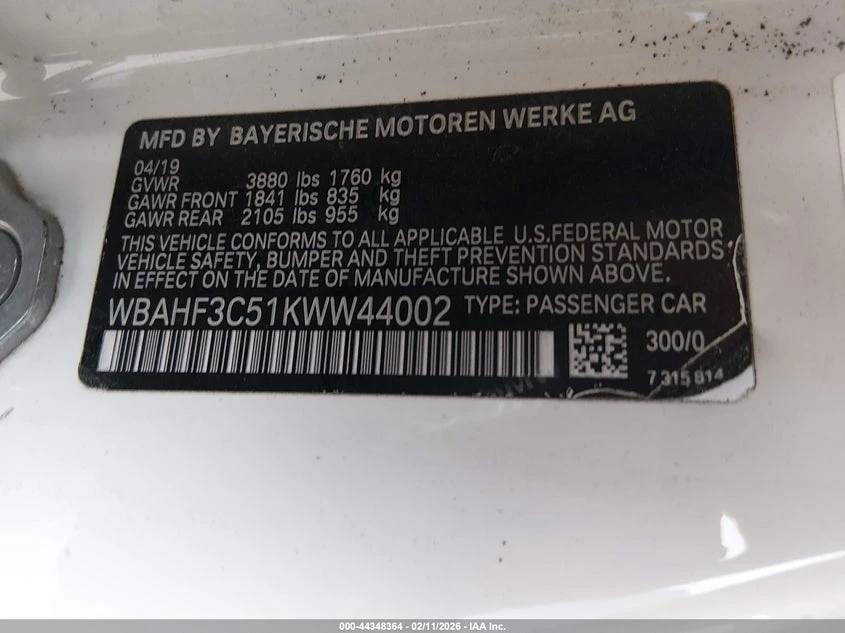 MFD BY BAYERISCHE MOTOREN WERKE AG
04/19
GVWR 3880 lbs 1760 kg
GAWR FRONT 1841 lbs 835 kg
GAWR REAR 2105 lbs 955 kg
THIS VEHICLE CONFORMS TO ALL APPLICABLE U.S.FEDERAL MOTOR
VEHICLE SAFETY, BUMPER AND THEFT PREVENTION STANDARDS,
IN EFFECT ON THE DATE OF MANUFACTURE SHOWN ABOVE.
WBAHF3C51KWW44002 TYPE: PASSENGER CAR
300/0
7 315 814
000-44348364 - 02/11/2026 - IAA Inc.